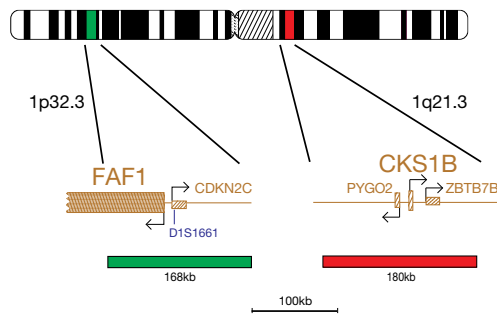 1p32.3
1q21.3
FAF1
CDKN2C
D1S1661
CKS1B
PYGO2
ZBTB7B
168kb
180kb
100kb